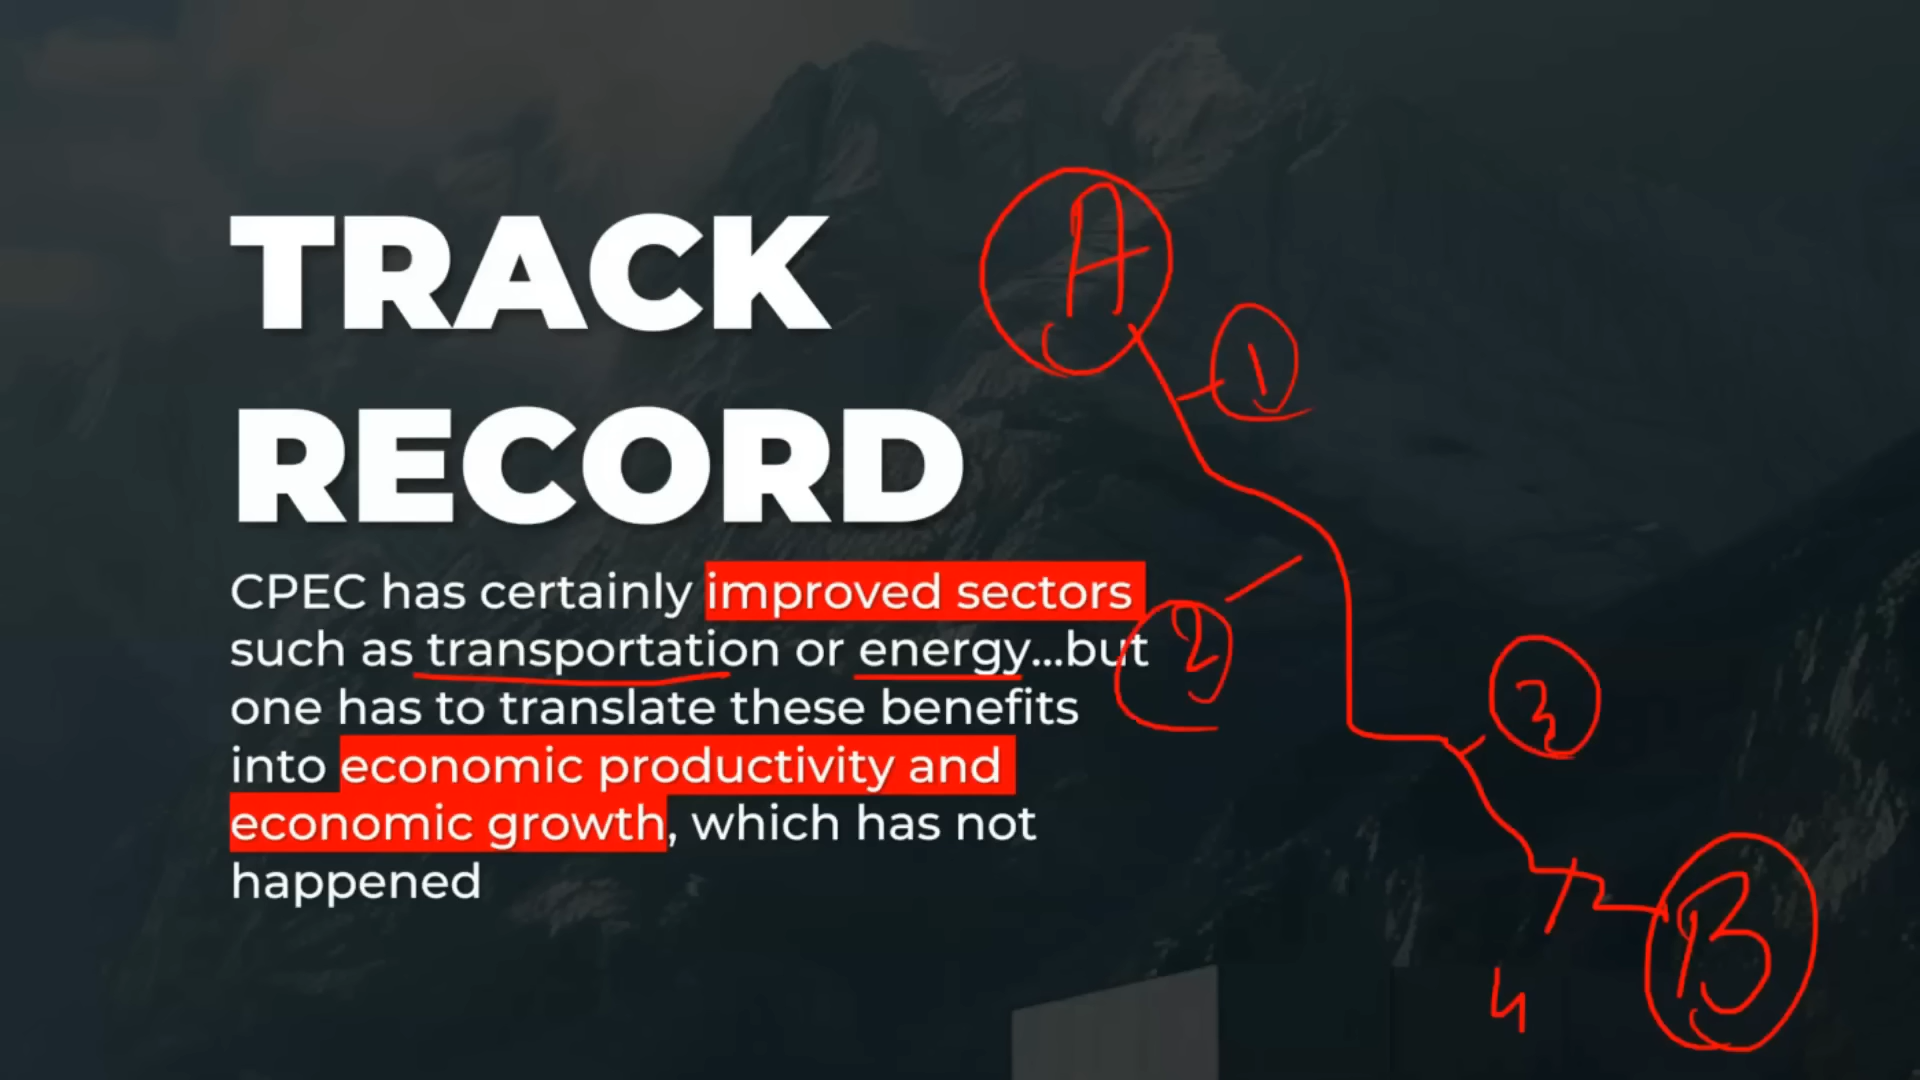 TRACK
RECORD
CPEC has certainly improved sectors
such as transportation or energy...but
one has to translate these benefits
into economic productivity and
economic growth, which has not
happened
A
1
2
3
4
B